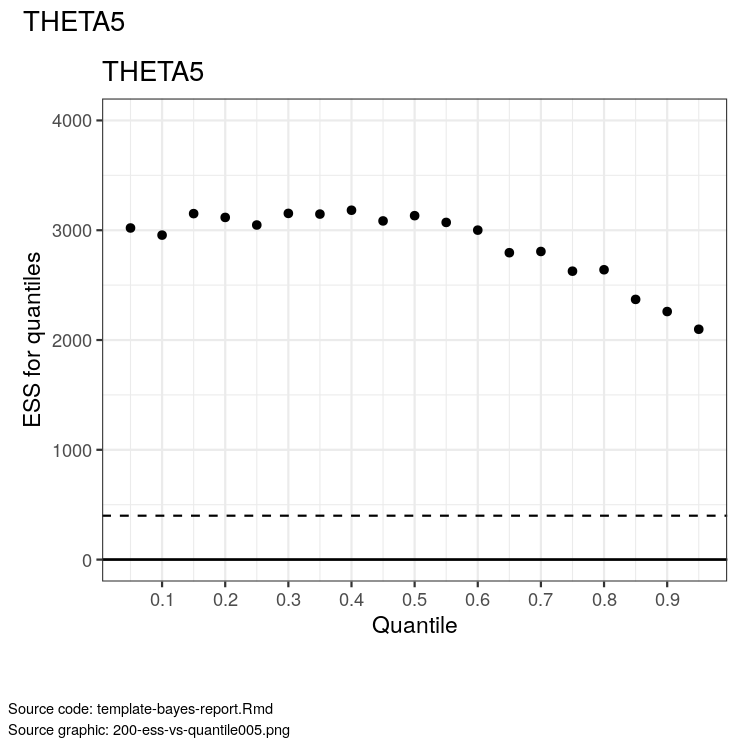 THETA5
THETA5
ESS for quantiles
4000
3000
2000
1000
0
0.1 0.2 0.3 0.4 0.5 0.6 0.7 0.8 0.9
Quantile
Source code: template-bayes-report.Rmd
Source graphic: 200-ess-vs-quantile005.png